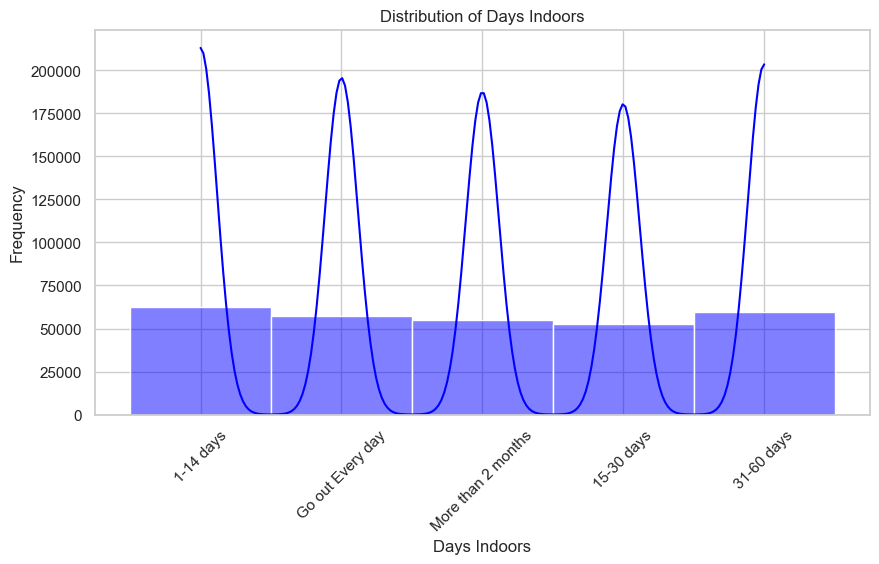 Distribution of Days Indoors
Frequency
200000
175000
150000
125000
100000
75000
50000
25000
0
1-14 days
Go out Every day
More than 2 months
15-30 days
31-60 days
Days Indoors